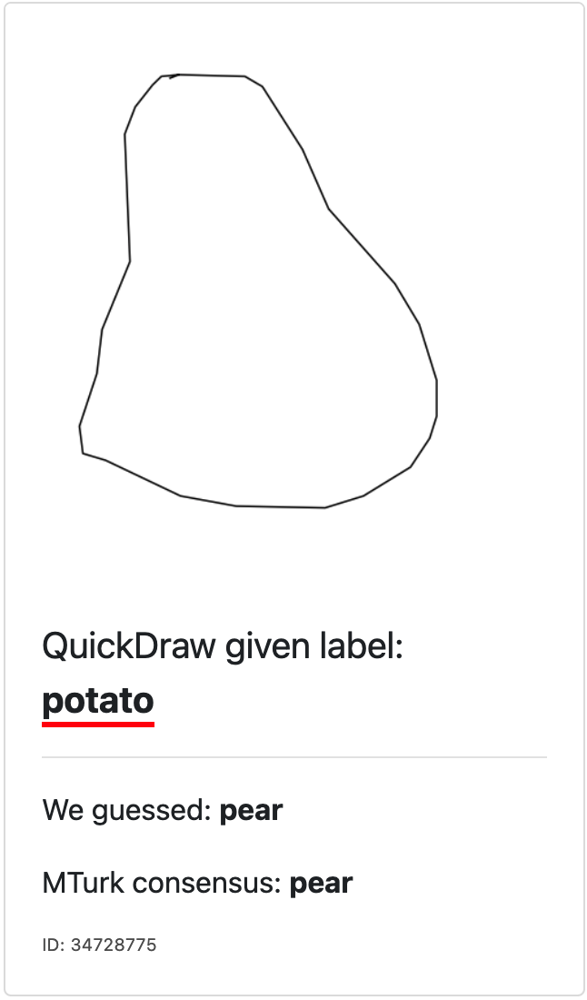 QuickDraw given label:
potato
We guessed: pear
MTurk consensus: pear
ID: 34728775